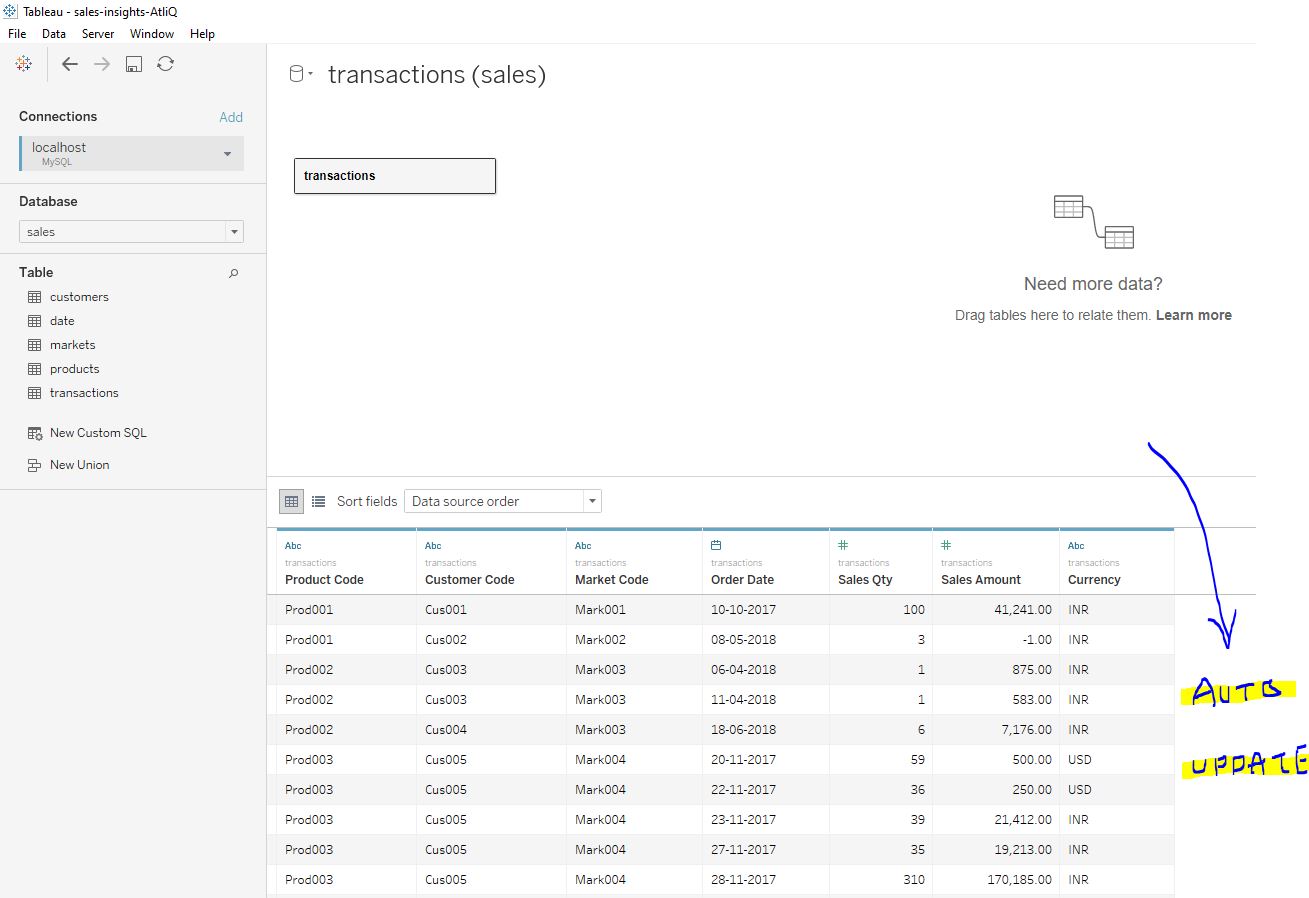 Tableau - sales-insights-AtliQ
File Data Server Window Help
transactions (sales)
Connections Add
localhost
MySQL
Database
sales
Table
customers
date
markets
products
transactions
New Custom SQL
New Union
transactions
Need more data?
Drag tables here to relate them. Learn more
Sort fields Data source order
Abc Abc Abc # # Abc
transactions transactions transactions transactions transactions transactions transactions
Product Code Customer Code Market Code Order Date Sales Qty Sales Amount Currency
Prod001 Cus001 Mark001 10-10-2017 100 41,241.00 INR
Prod001 Cus002 Mark002 08-05-2018 3 -1.00 INR
Prod002 Cus003 Mark003 06-04-2018 1 875.00 INR
Prod002 Cus003 Mark003 11-04-2018 1 583.00 INR
Prod002 Cus004 Mark003 18-06-2018 6 7,176.00 INR
Prod003 Cus005 Mark004 20-11-2017 59 500.00 USD
Prod003 Cus005 Mark004 22-11-2017 36 250.00 USD
Prod003 Cus005 Mark004 23-11-2017 39 21,412.00 INR
Prod003 Cus005 Mark004 27-11-2017 35 19,213.00 INR
Prod003 Cus005 Mark004 28-11-2017 310 170,185.00 INR
AUTO
UPDATE